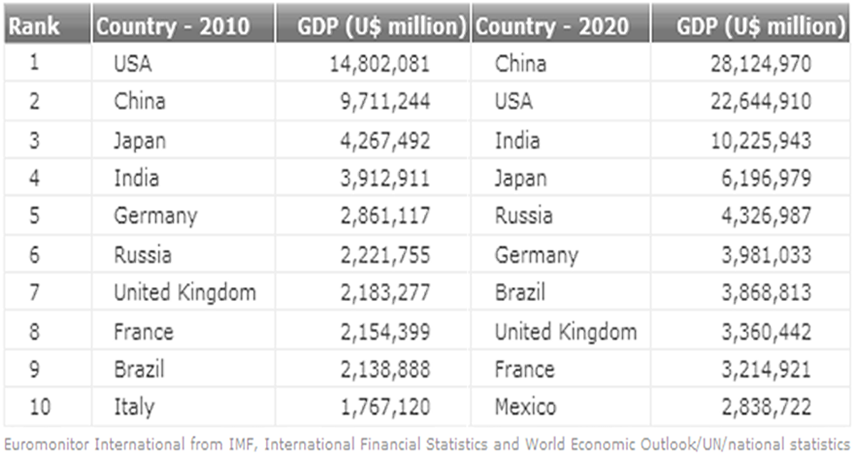 Rank Country - 2010 GDP (U$ million) Country - 2020 GDP (U$ million)
1 USA 14,802,081 China 28,124,970
2 China 9,711,244 USA 22,644,910
3 Japan 4,267,492 India 10,225,943
4 India 3,912,911 Japan 6,196,979
5 Germany 2,861,117 Russia 4,326,987
6 Russia 2,221,755 Germany 3,981,033
7 United Kingdom 2,183,277 Brazil 3,868,813
8 France 2,154,399 United Kingdom 3,360,442
9 Brazil 2,138,888 France 3,214,921
10 Italy 1,767,120 Mexico 2,838,722
Euromonitor International from IMF, International Financial Statistics and World Economic Outlook/UN/national statistics